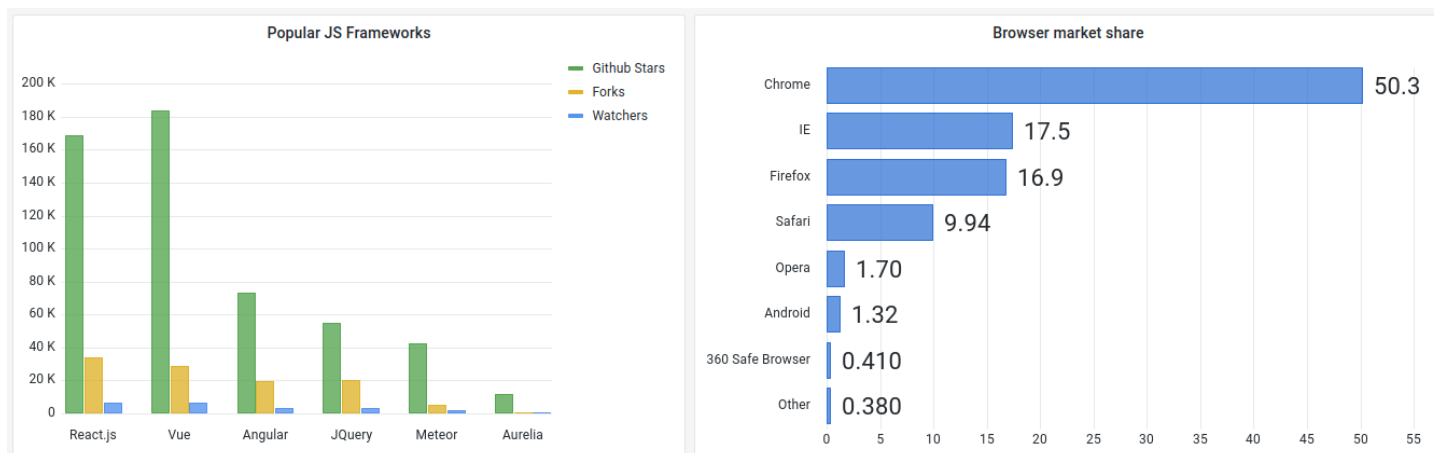 Popular JS Frameworks
200 K
180 K
160 K
140 K
120 K
100 K
80 K
60 K
40 K
20 K
0
React.js Vue Angular JQuery Meteor Aurelia
Github Stars
Forks
Watchers
Browser market share
Chrome 50.3
IE 17.5
Firefox 16.9
Safari 9.94
Opera 1.70
Android 1.32
360 Safe Browser 0.410
Other 0.380
0 5 10 15 20 25 30 35 40 45 50 55